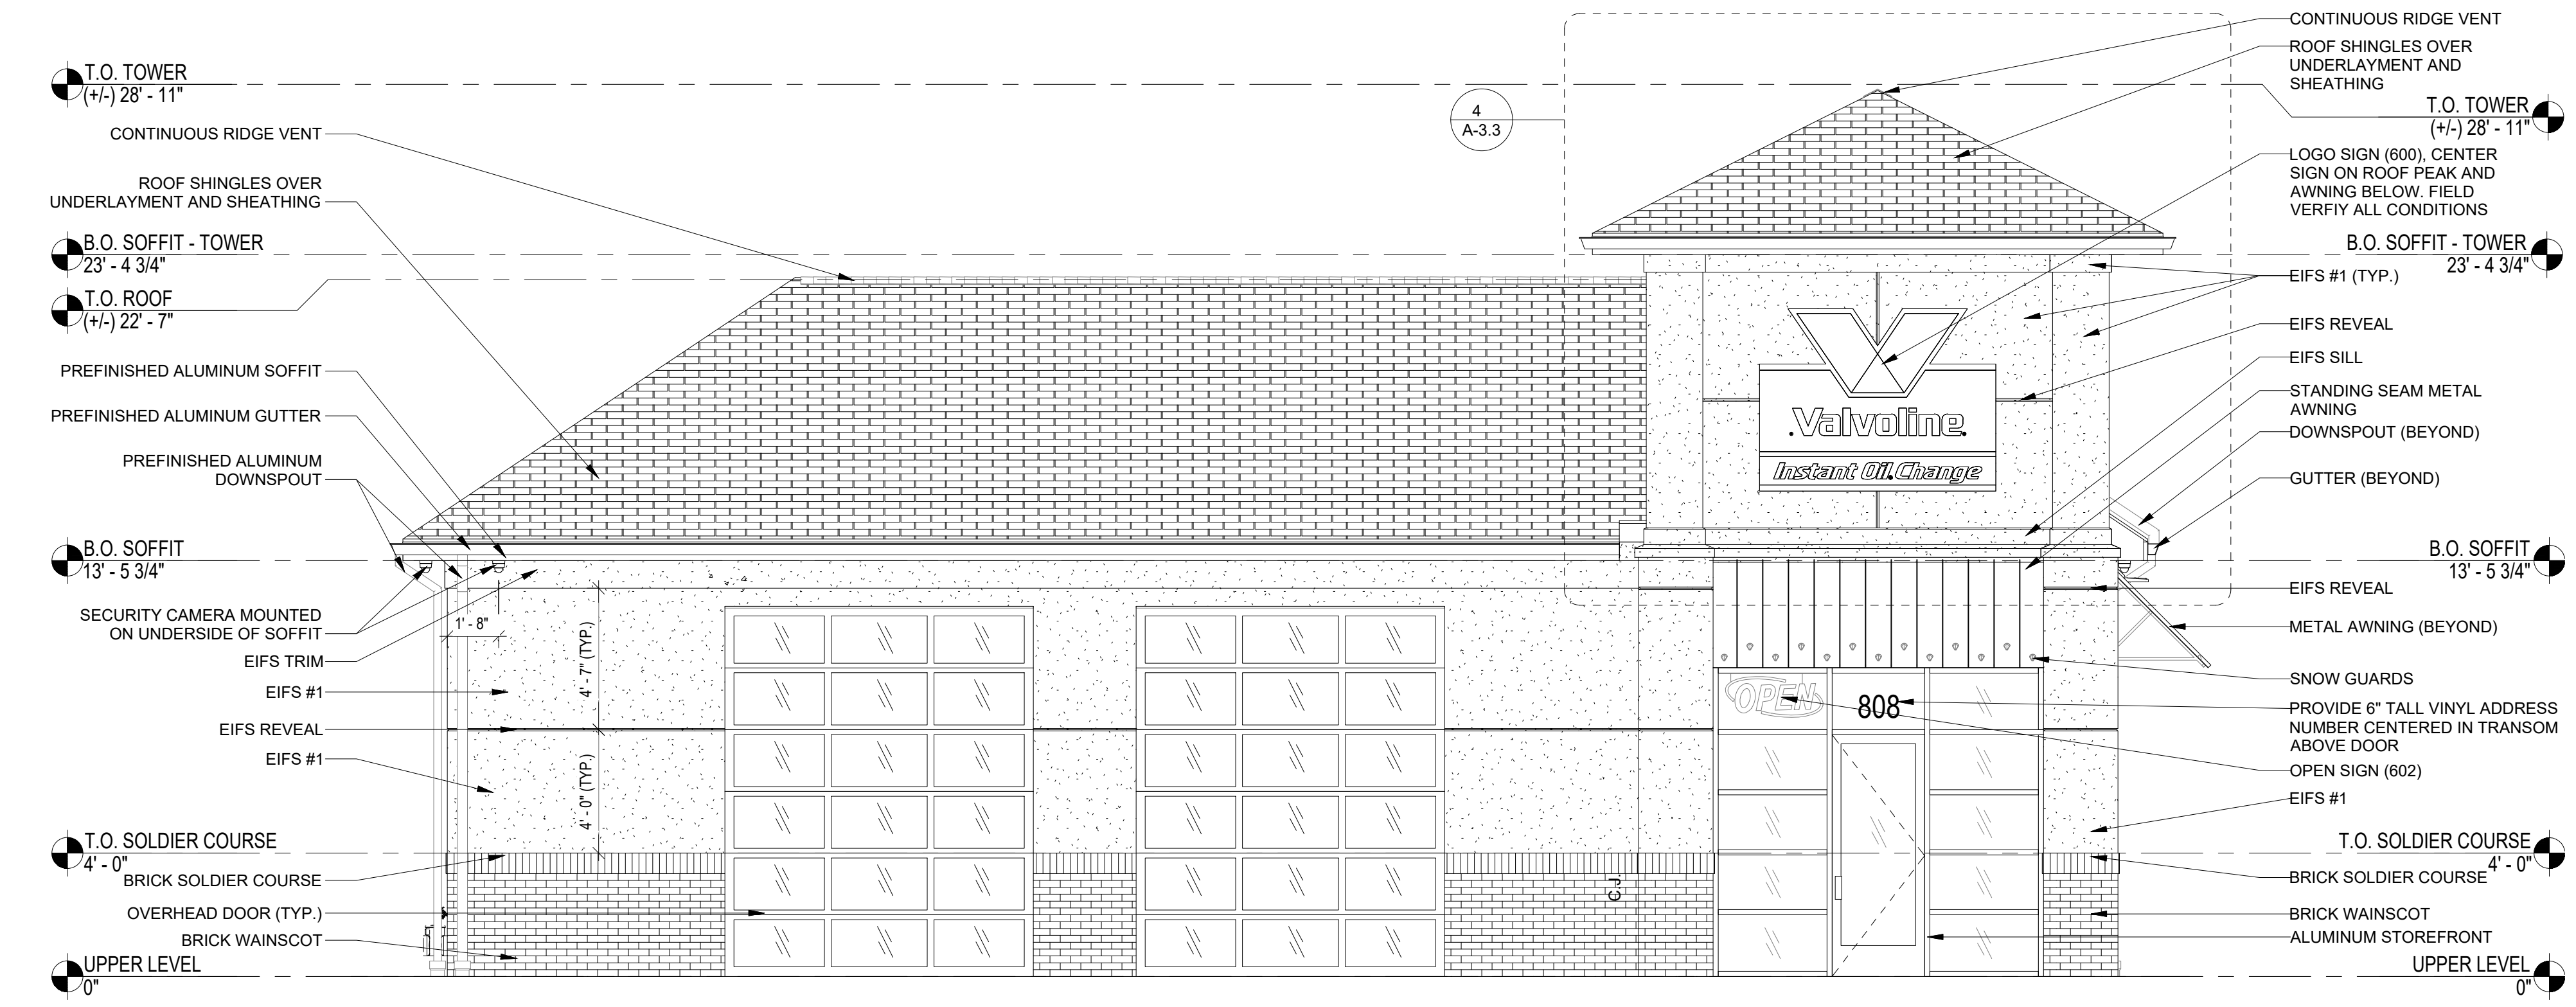 T.O. TOWER
(+/-) 28' - 11"
CONTINUOUS RIDGE VENT
ROOF SHINGLES OVER
UNDERLAYMENT AND SHEATHING
B.O. SOFFIT - TOWER
23' - 4 3/4"
T.O. ROOF
(+/-) 22' - 7"
PREFINISHED ALUMINUM SOFFIT
PREFINISHED ALUMINUM GUTTER
PREFINISHED ALUMINUM
DOWNSPOUT
B.O. SOFFIT
13' - 5 3/4"
SECURITY CAMERA MOUNTED
ON UNDERSIDE OF SOFFIT
EIFS TRIM
EIFS #1
EIFS REVEAL
EIFS #1
T.O. SOLDIER COURSE
4' - 0"
BRICK SOLDIER COURSE
OVERHEAD DOOR (TYP.)
BRICK WAINSCOT
UPPER LEVEL
0"
1' - 8"
4' - 7" (TYP.)
4' - 0" (TYP.)
4
A-3.3
Valvoline
Instant Oil Change
OPEN
808
C.J.
CONTINUOUS RIDGE VENT
ROOF SHINGLES OVER
UNDERLAYMENT AND
SHEATHING
T.O. TOWER
(+/-) 28' - 11"
LOGO SIGN (600), CENTER
SIGN ON ROOF PEAK AND
AWNING BELOW. FIELD
VERFIY ALL CONDITIONS
B.O. SOFFIT - TOWER
23' - 4 3/4"
EIFS #1 (TYP.)
EIFS REVEAL
EIFS SILL
STANDING SEAM METAL
AWNING
DOWNSPOUT (BEYOND)
GUTTER (BEYOND)
B.O. SOFFIT
13' - 5 3/4"
EIFS REVEAL
METAL AWNING (BEYOND)
SNOW GUARDS
PROVIDE 6" TALL VINYL ADDRESS
NUMBER CENTERED IN TRANSOM
ABOVE DOOR
OPEN SIGN (602)
EIFS #1
T.O. SOLDIER COURSE
4' - 0"
BRICK SOLDIER COURSE
BRICK WAINSCOT
ALUMINUM STOREFRONT
UPPER LEVEL
0"